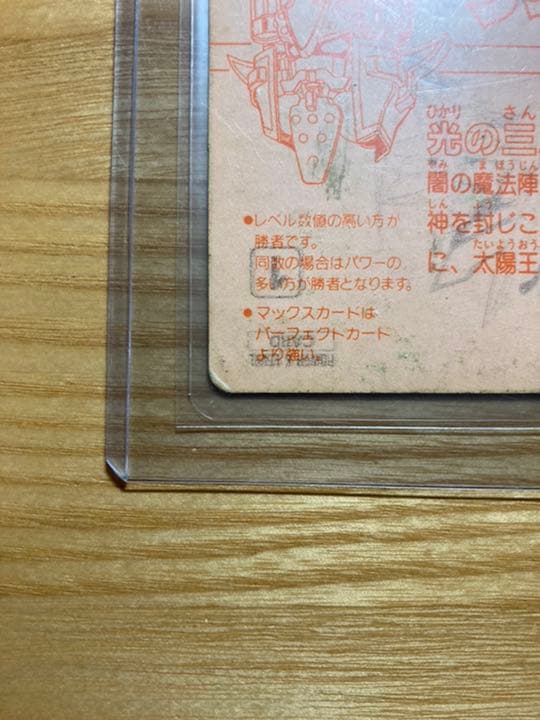 ●レベル数値の高い方が
勝者です。
同数の場合はパワーの
多い方が勝者となります。
●マックスカードは
パーフェクトカード
より強い。
ひかり さん
光の三
やみ まほうじん
闇の魔法陣
しん ふう
神を封じこ
たいようおう
に、太陽王
CARD